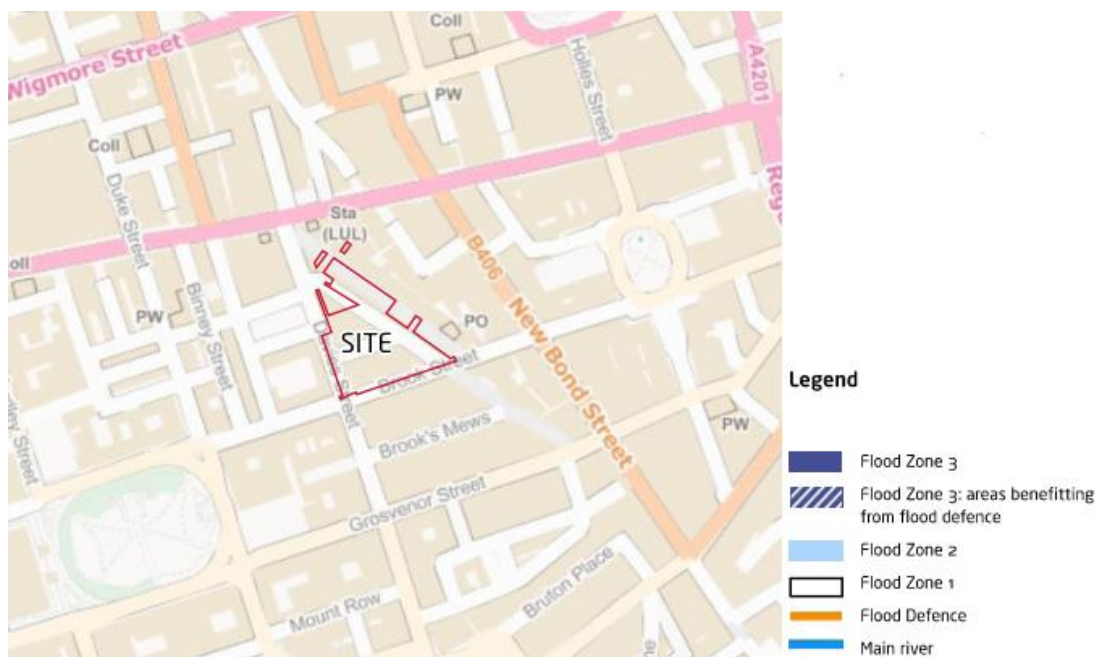 Coll
Wigmore Street
Holles Street
A4201
PW
Coll
Duke Street
Sta
(LUL)
B406
New Bond Street
oll
Binney Street
PW
PO
SITE
Brook Street
Brook's Mews
PW
Grosvenor Street
Mount Row
Bruton Place
Legend
Flood Zone 3
Flood Zone 3: areas benefitting
from flood defence
Flood Zone 2
Flood Zone 1
Flood Defence
Main river